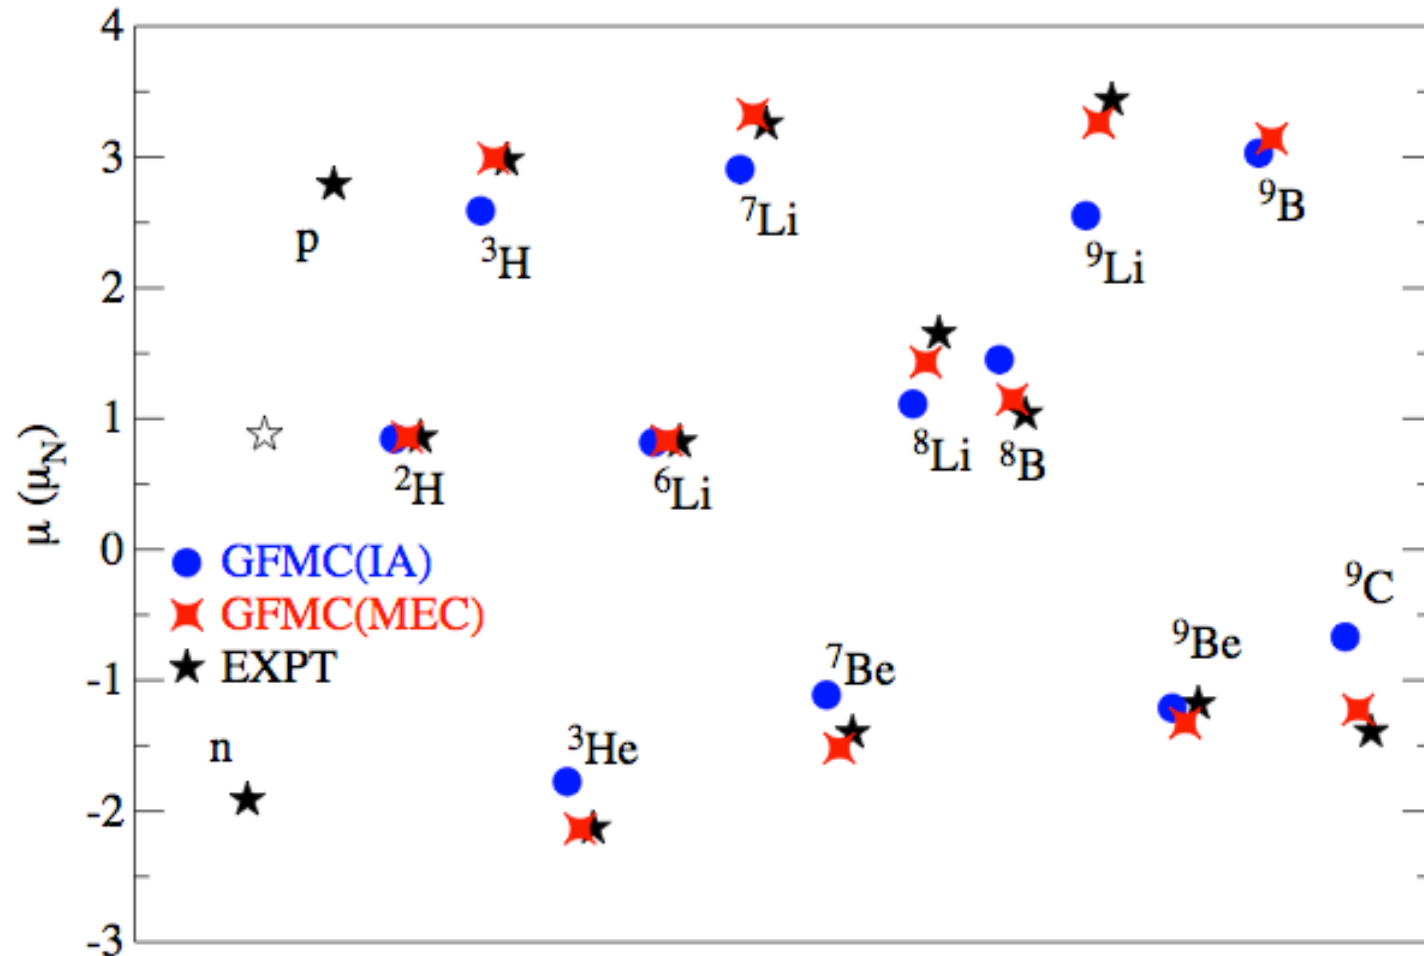 4
3
2
1
0
-1
-2
-3
μ (μ_N)
p
n
²H
³H
³He
⁶Li
⁷Li
⁷Be
⁸Li
⁸B
⁹Li
⁹Be
⁹B
⁹C
GFMC(IA)
GFMC(MEC)
EXPT